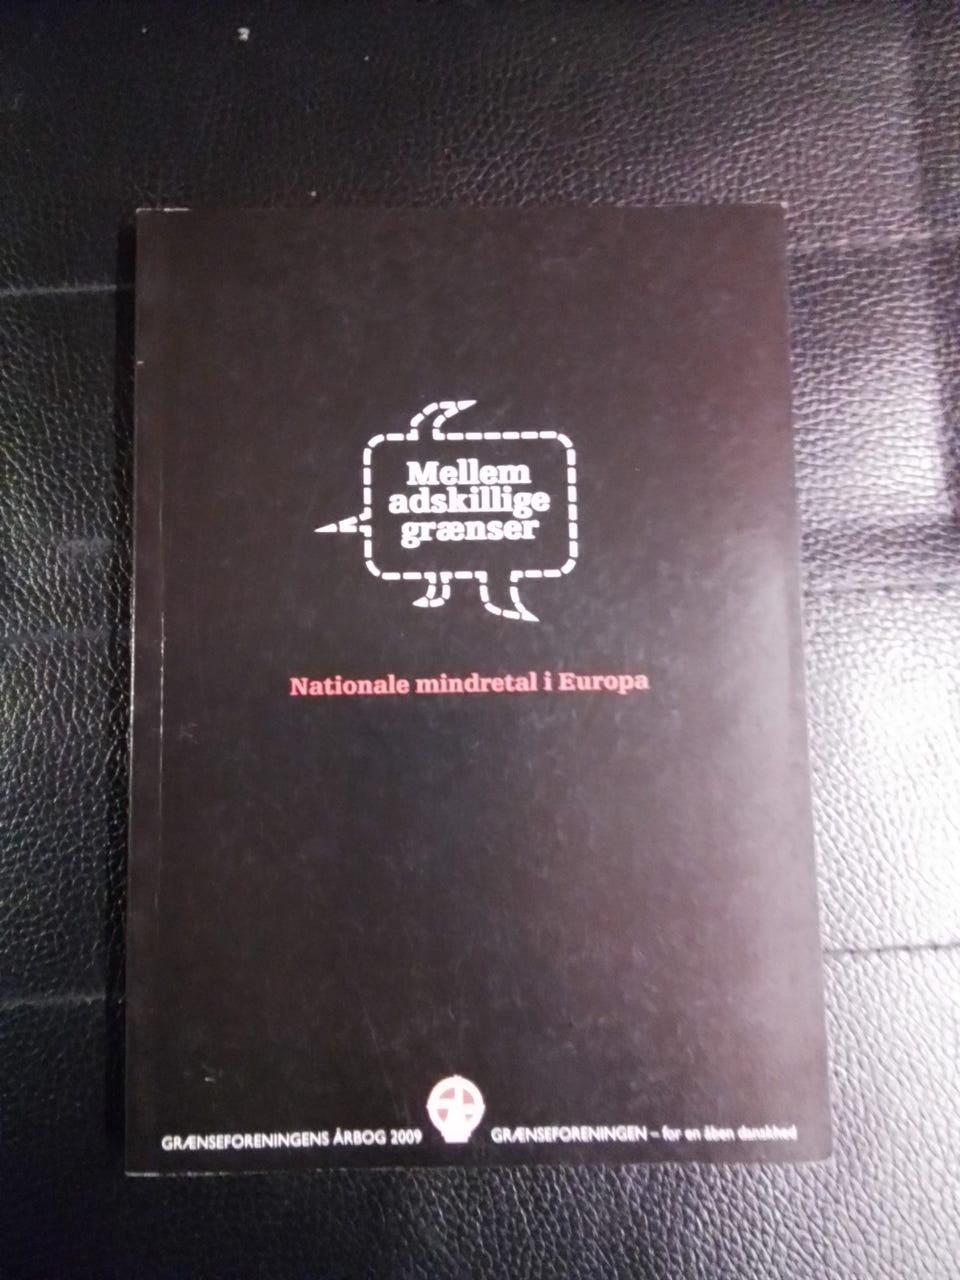 Mellem
adskillige
grænser
Nationale mindretal i Europa
GRÆNSEFORENINGENS ÅRBOG 2009
GRÆNSEFORENINGEN – for en åben danskhed